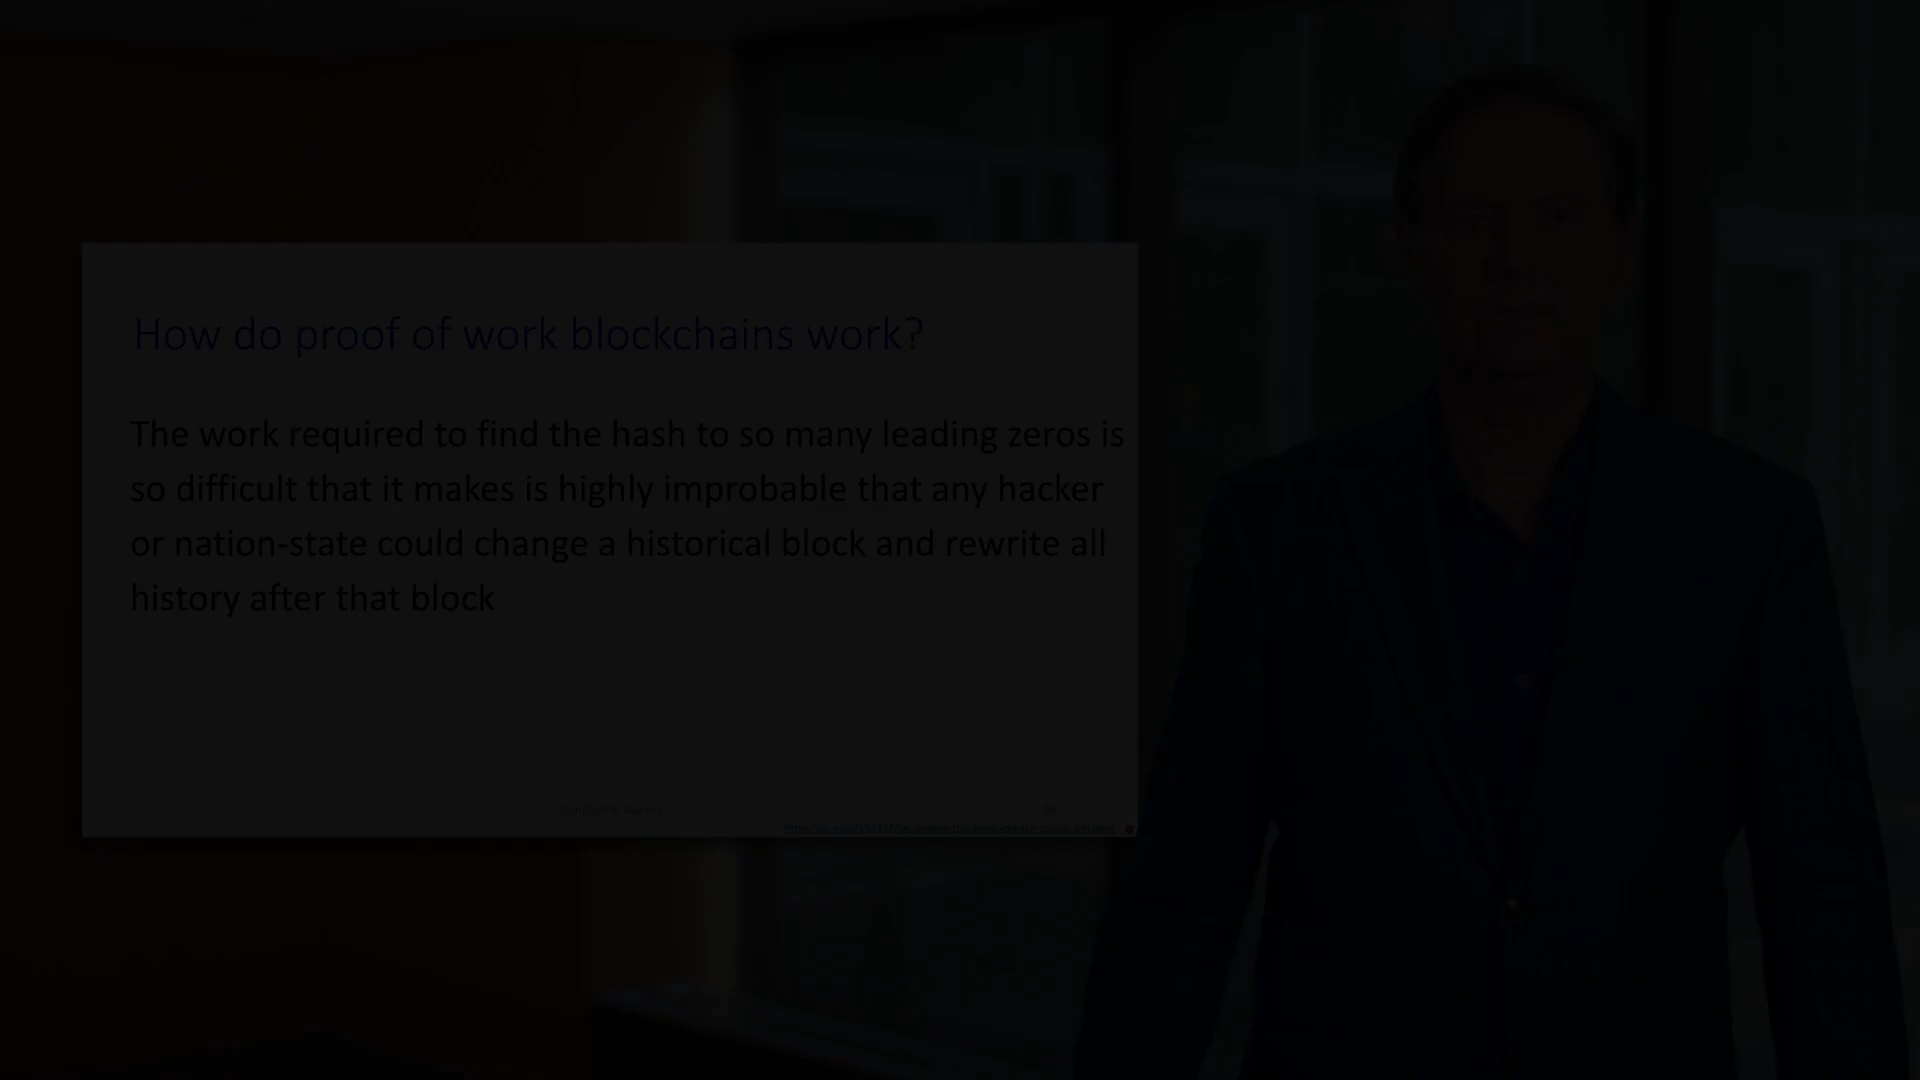 How do proof of work blockchains work?
The work required to find the hash to so many leading zeros is
so difficult that it makes is highly improbable that any hacker
or nation-state could change a historical block and rewrite all
history after that block